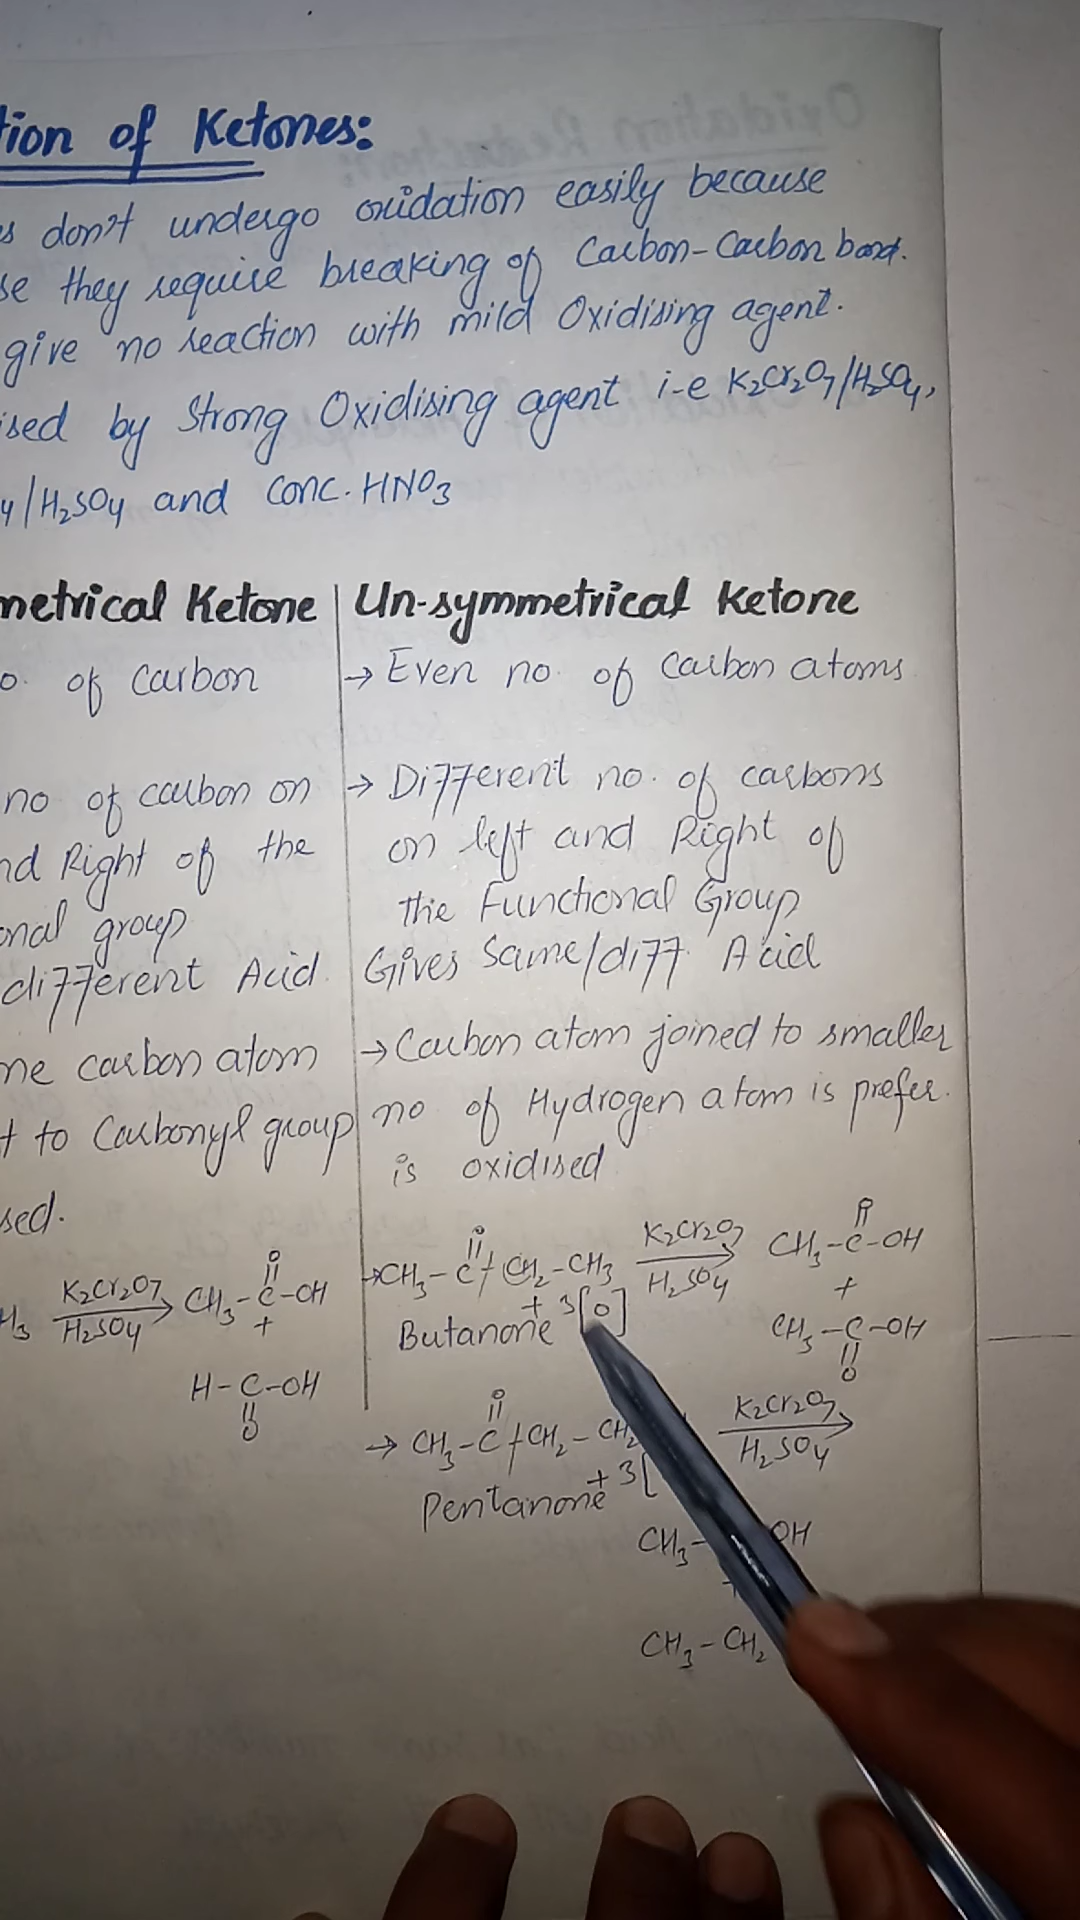 tion of Ketones:
s don't undergo oxidation easily because
se they require breaking of Carbon-Carbon bond.
give no reaction with mild Oxidising agent.
ised by Strong Oxidising agent i-e K₂Cr₂O₇/H₂SO₄,
4/H₂SO₄ and Conc. HNO₃
metrical Ketone | Un-symmetrical Ketone
o. of Carbon
→ Even no. of Carbon atoms
no of carbon on
nd Right of the
onal group
→ Different no. of carbons
on left and Right of
the Functional Group
different Acid.
Gives Same/diff. Acid
me carbon atom
t to Carbonyl group
sed.
→ Carbon atom joined to smaller
no of Hydrogen atom is prefer.
is oxidised
H₃ K₂Cr₂O₇ CH₃-C-OH
H₂SO₄ O
+
H-C-OH
O
→ CH₃-C-CH₂-CH₃ K₂Cr₂O₇ CH₃-C-OH
O H₂SO₄ O
+ 3[O] +
Butanone CH₃-C-OH
O
→ CH₃-C-CH₂-CH₂ K₂Cr₂O₇
O H₂SO₄
+ 3[
Pentanone
CH₃- OH
+
CH₃-CH₂